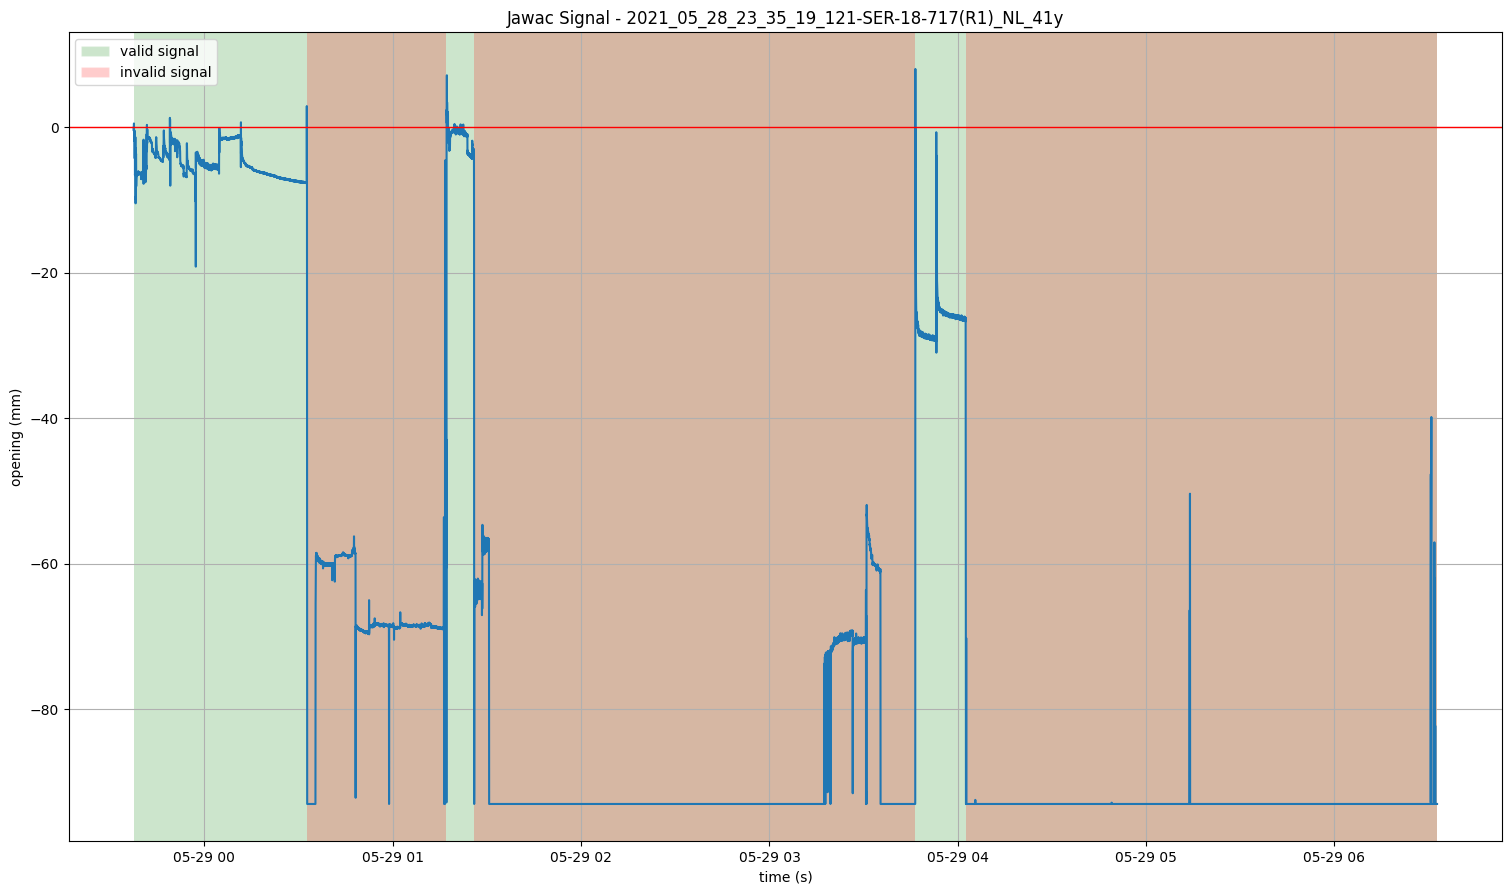 Jawac Signal - 2021_05_28_23_35_19_121-SER-18-717(R1)_NL_41y
valid signal
invalid signal
0
−20
−40
−60
−80
opening (mm)
05-29 00
05-29 01
05-29 02
05-29 03
05-29 04
05-29 05
05-29 06
time (s)